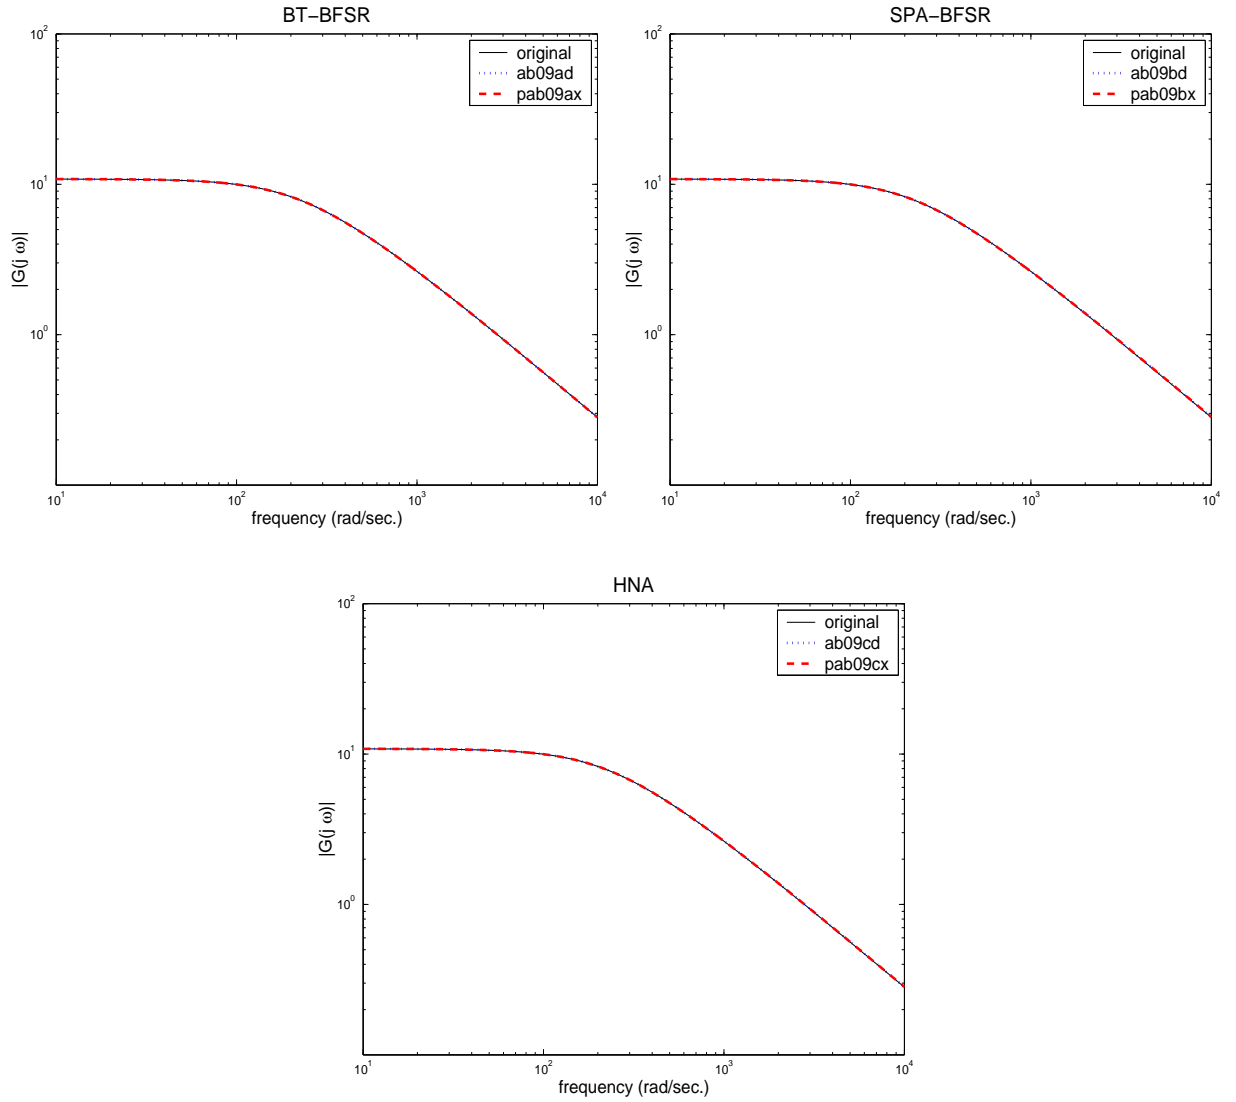 BT−BFSR
original
ab09ad
pab09ax
10^2
10^1
10^0
|G(j ω)|
10^1
10^2
10^3
10^4
frequency (rad/sec.)
SPA−BFSR
original
ab09bd
pab09bx
10^2
10^1
10^0
|G(j ω)|
10^1
10^2
10^3
10^4
frequency (rad/sec.)
HNA
original
ab09cd
pab09cx
10^2
10^1
10^0
|G(j ω)|
10^1
10^2
10^3
10^4
frequency (rad/sec.)